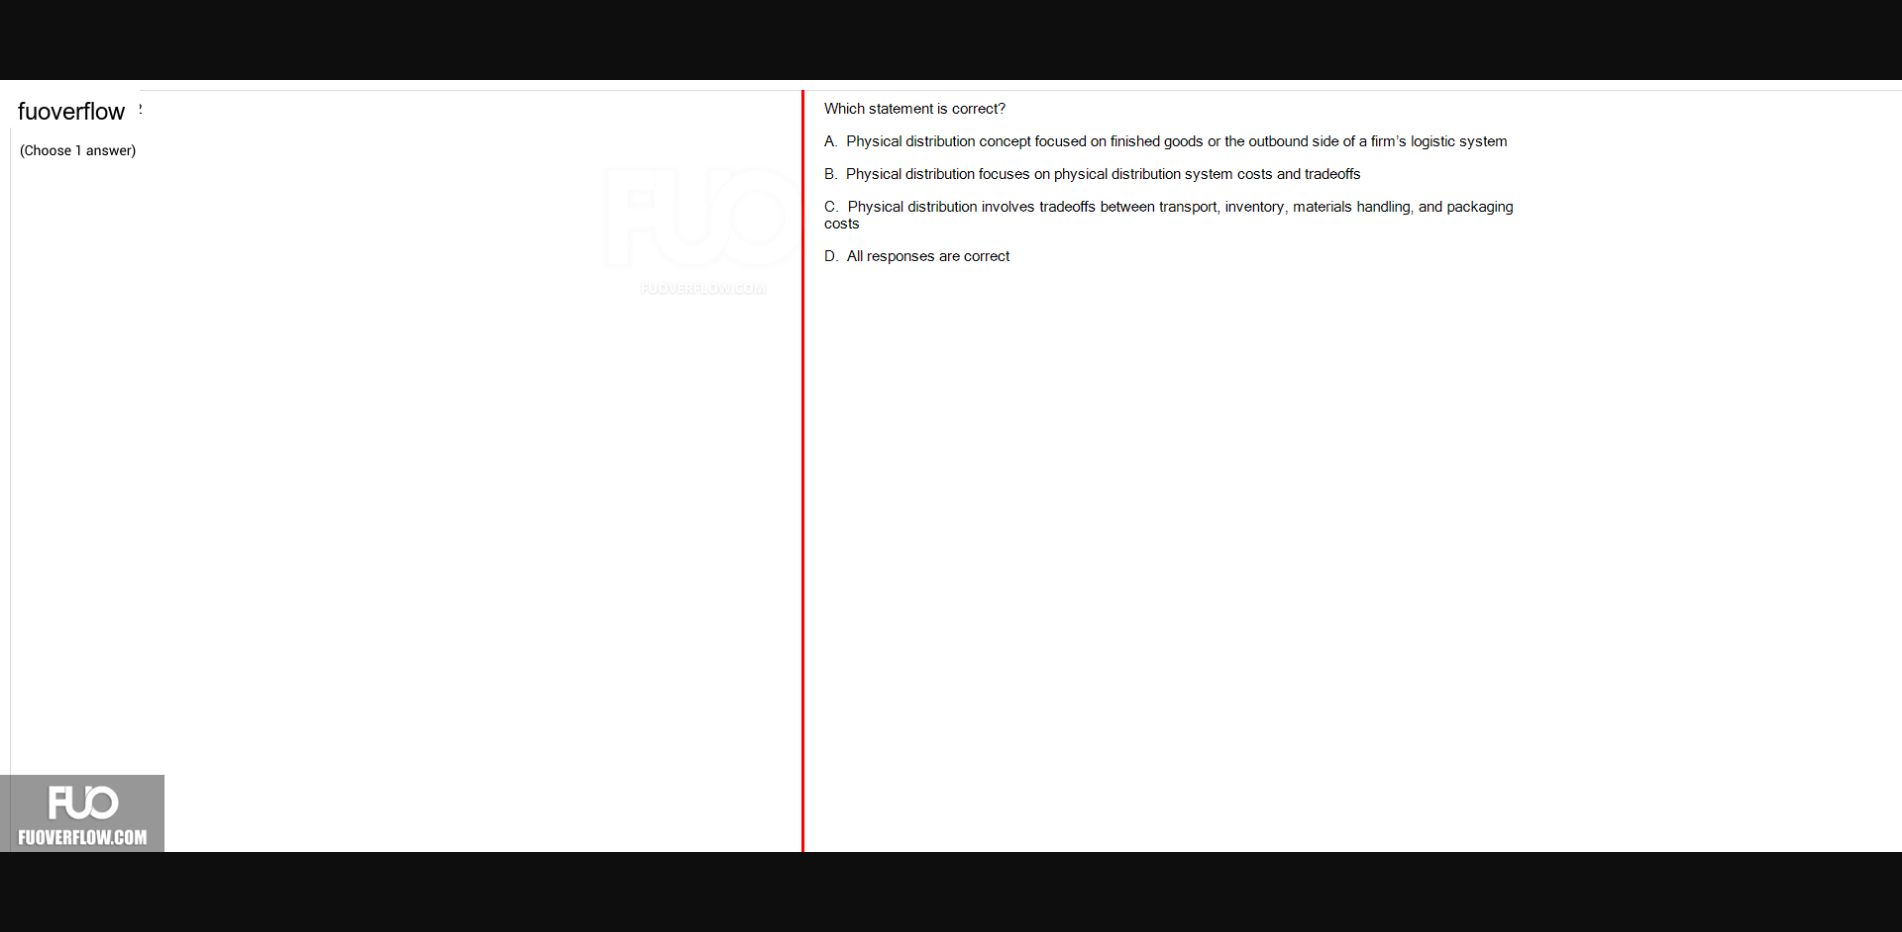 fuoverflow
(Choose 1 answer)
Which statement is correct?
A. Physical distribution concept focused on finished goods or the outbound side of a firm's logistic system
B. Physical distribution focuses on physical distribution system costs and tradeoffs
C. Physical distribution involves tradeoffs between transport, inventory, materials handling, and packaging
costs
D. All responses are correct
FUO
FUOVERFLOW.COM
FUO
FUOVERFLOW.COM